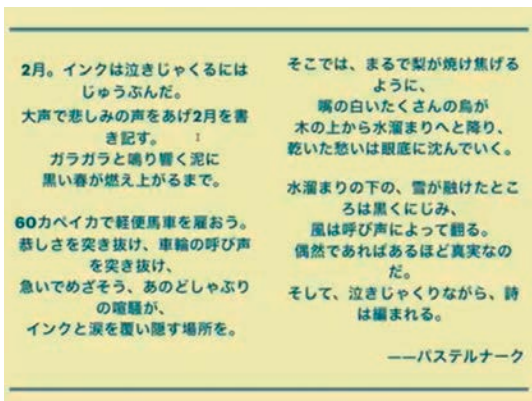 2月。インクは泣きじゃくるには
じゅうぶんだ。
大声で悲しみの声をあげ2月を書
き記す。
ガラガラと鳴り響く泥に
黒い春が燃え上がるまで。
60カペイカで軽便馬車を雇おう。
恭しさを突き抜け、車輪の呼び声
を突き抜け、
急いでめざそう、あのどしゃぶり
の喧騒が、
インクと涙を覆い隠す場所を。
そこでは、まるで梨が焼け焦げる
ように、
嘴の白いたくさんの烏が
木の上から水溜まりへと降り、
乾いた愁いは眼底に沈んでいく。
水溜まりの下の、雪が融けたとこ
ろは黒くにじみ、
風は呼び声によって翻る。
偶然であればあるほど真実なの
だ。
そして、泣きじゃくりながら、詩
は編まれる。
——パステルナーク